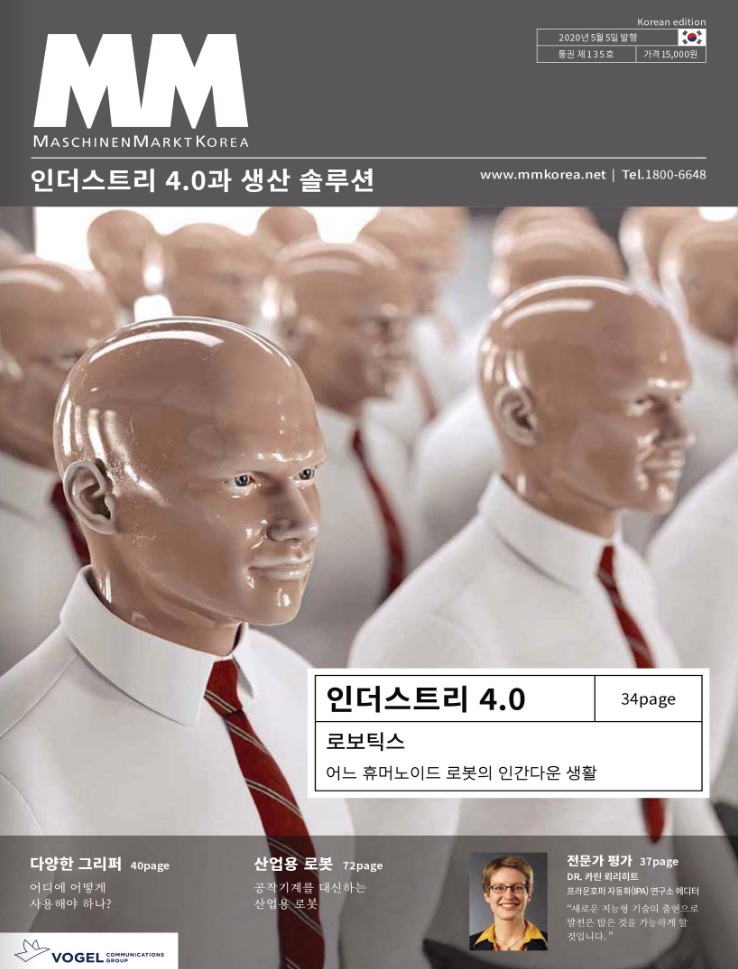 Korean edition
2020년 5월 5일 발행
통권 제135호
가격 15,000원
MM
MASCHINENMARKTKOREA
인더스트리 4.0과 생산 솔루션
www.mmkorea.net | Tel.1800-6648
인더스트리 4.0
34page
로보틱스
어느 휴머노이드 로봇의 인간다운 생활
다양한 그리퍼 40page
어디에 어떻게
사용해야 하나?
산업용 로봇 72page
공작기계를 대신하는
산업용 로봇
전문가 평가 37page
DR. 카린 뢰리히트
프라운호퍼 자동화(IPA) 연구소 에디터
“새로운 지능형 기술의 출현으로
발전은 많은 것을 가능하게 할
것입니다.”
VOGEL COMMUNICATIONS
GROUP